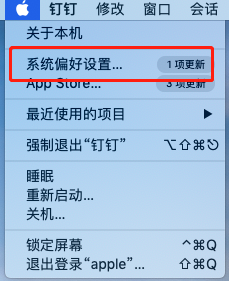 钉钉 修改 窗口 会话
关于本机
系统偏好设置... 1 项更新
App Store... 3 项更新
最近使用的项目 ▶
强制退出“钉钉” ⌥⇧⌘⎋
睡眠
重新启动...
关机...
锁定屏幕 ^⌘Q
退出登录“apple”... ⇧⌘Q